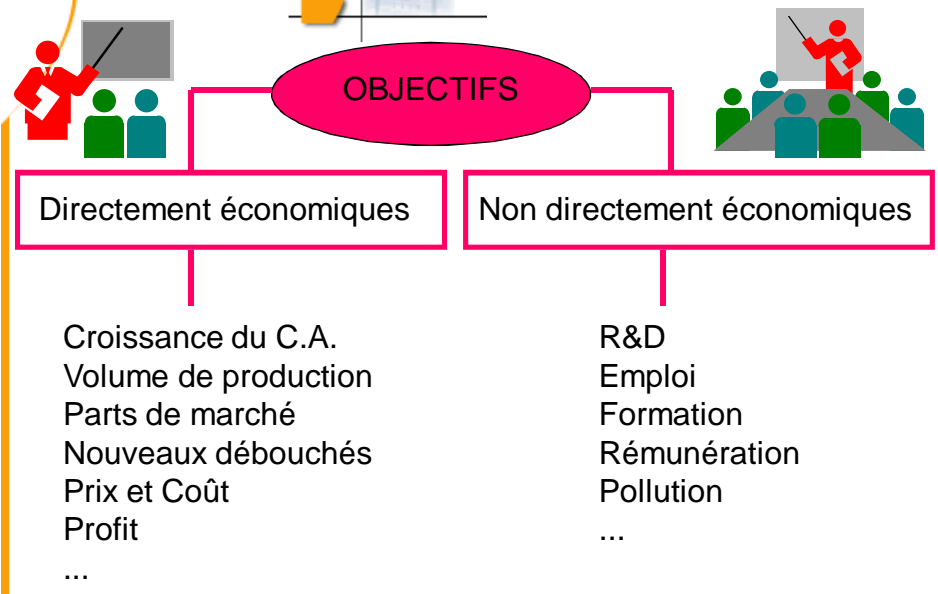 OBJECTIFS
Directement économiques
Non directement économiques
Croissance du C.A.
Volume de production
Parts de marché
Nouveaux débouchés
Prix et Coût
Profit
...
R&D
Emploi
Formation
Rémunération
Pollution
...